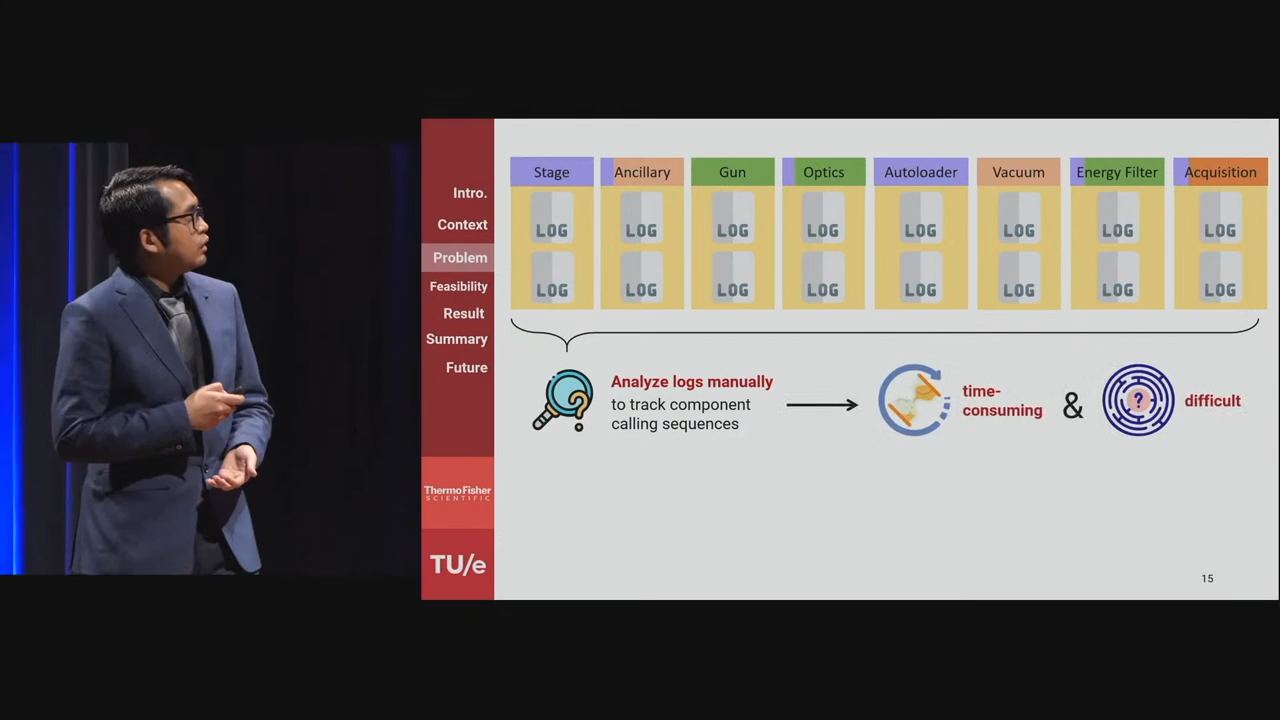 Intro.
Context
Problem
Feasibility
Result
Summary
Future
ThermoFisher
SCIENTIFIC
TU/e
Stage Ancillary Gun Optics Autoloader Vacuum Energy Filter Acquisition
LOG LOG LOG LOG LOG LOG LOG LOG
LOG LOG LOG LOG LOG LOG LOG LOG
Analyze logs manually
to track component
calling sequences
time-
consuming
&
?
difficult
15